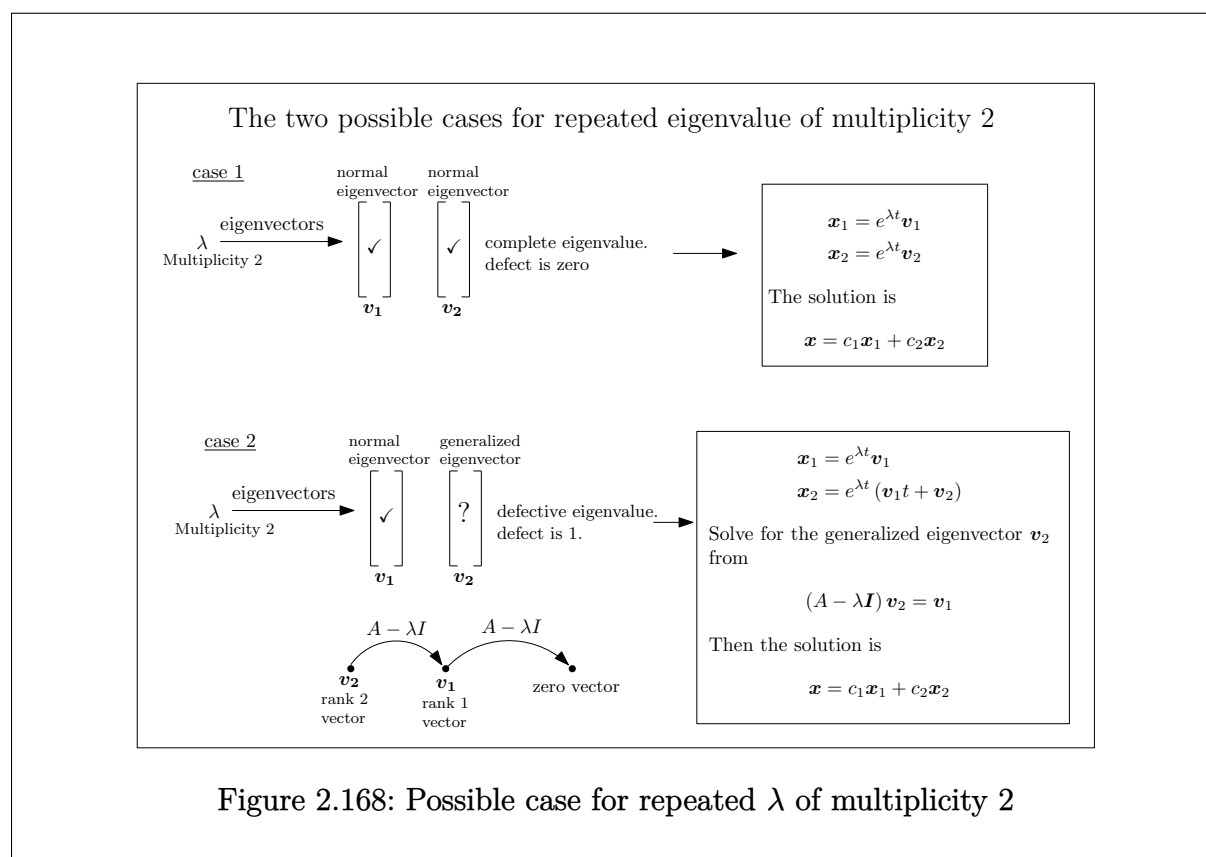 The two possible cases for repeated eigenvalue of multiplicity 2
case 1
normal eigenvector
normal eigenvector
λ
Multiplicity 2
eigenvectors
✓
✓
v₁
v₂
complete eigenvalue.
defect is zero
x₁ = e^{λt}v₁
x₂ = e^{λt}v₂
The solution is
x = c₁x₁ + c₂x₂
case 2
normal eigenvector
generalized eigenvector
λ
Multiplicity 2
eigenvectors
✓
?
v₁
v₂
defective eigenvalue.
defect is 1.
x₁ = e^{λt}v₁
x₂ = e^{λt} (v₁t + v₂)
Solve for the generalized eigenvector v₂
from
(A − λI) v₂ = v₁
Then the solution is
x = c₁x₁ + c₂x₂
A − λI
A − λI
v₂
rank 2
vector
v₁
rank 1
vector
zero vector
Figure 2.168: Possible case for repeated λ of multiplicity 2